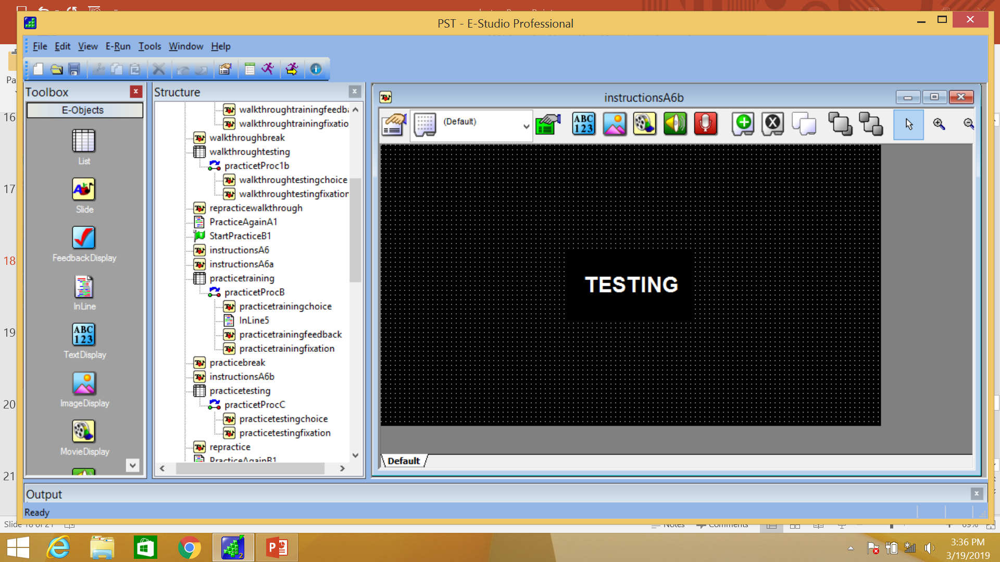 PST - E-Studio Professional
File Edit View E-Run Tools Window Help
Pa
Toolbox
E-Objects
List
Slide
FeedbackDisplay
InLine
ABC
123
TextDisplay
ImageDisplay
MovieDisplay
Structure
walkthroughtrainingfeedba
walkthroughtrainingfixatio
walkthroughbreak
walkthroughtesting
practicetProc1b
walkthroughtestingchoice
walkthroughtestingfixation
repracticewalkthrough
PracticeAgainA1
StartPracticeB1
instructionsA6
instructionsA6a
practicetraining
practicetProcB
practicetrainingchoice
InLine5
practicetrainingfeedback
practicetrainingfixation
practicebreak
instructionsA6b
practicetesting
practicetProcC
practicetestingchoice
practicetestingfixation
repractice
PracticeAgainB1
instructionsA6b
(Default)
ABC
123
TESTING
Default
Output
Ready
16
17
18
19
20
21
Slide 18 of 21
Notes
Comments
69%
3:36 PM
3/19/2019